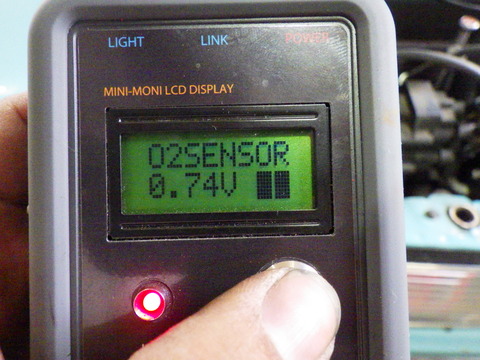 LIGHT LINK POWER
MINI-MONI LCD DISPLAY
O2SENSOR
0.74V